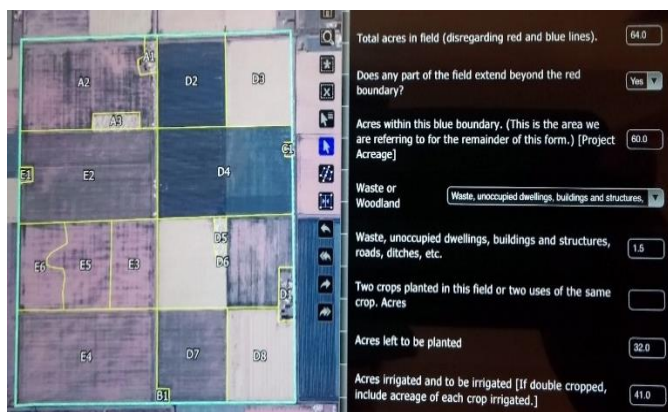 A1
A2
D2
D3
A3
C1
E1
E2
D4
D5
D6
E6
E5
E3
E4
D7
D8
B1
Total acres in field (disregarding red and blue lines).
64.0
Does any part of the field extend beyond the red
boundary?
Yes
Acres within this blue boundary. (This is the area we
are referring to for the remainder of this form.) [Project
Acreage]
60.0
Waste or
Woodland
Waste, unoccupied dwellings, buildings and structures,
Waste, unoccupied dwellings, buildings and structures,
roads, ditches, etc.
1.5
Two crops planted in this field or two uses of the same
crop. Acres
Acres left to be planted
32.0
Acres irrigated and to be irrigated [If double cropped,
include acreage of each crop irrigated.]
41.0